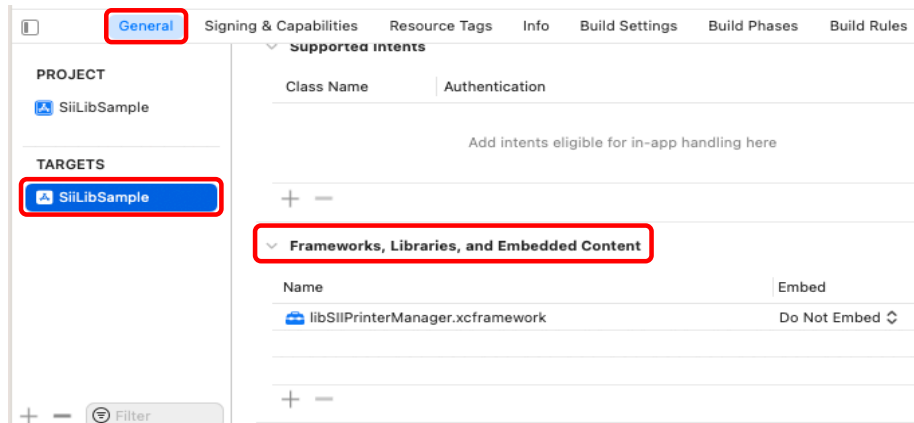 General Signing & Capabilities Resource Tags Info Build Settings Build Phases Build Rules
PROJECT
SiiLibSample
TARGETS
SiiLibSample
Filter
Supported Intents
Class Name Authentication
Add intents eligible for in-app handling here
Frameworks, Libraries, and Embedded Content
Name Embed
libSIIPrinterManager.xcframework Do Not Embed